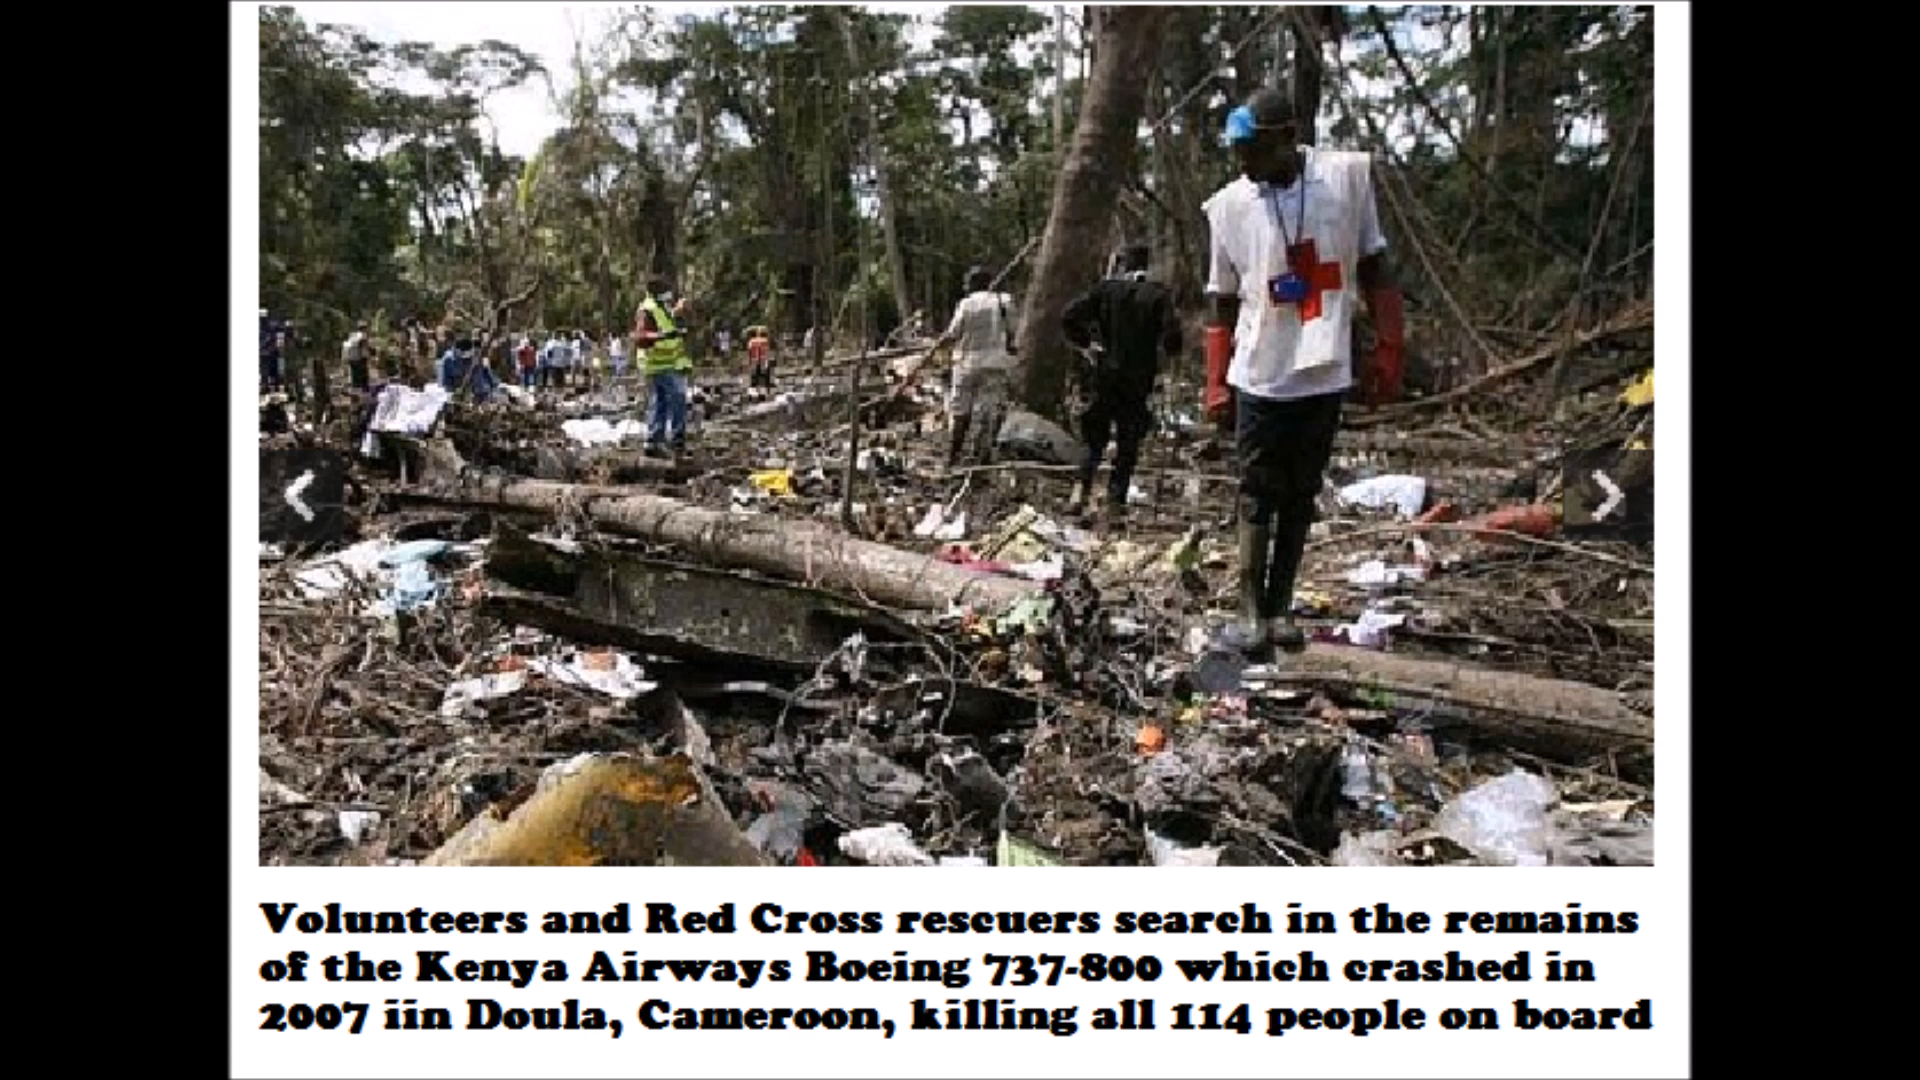 Volunteers and Red Cross rescuers search in the remains
of the Kenya Airways Boeing 737-800 which crashed in
2007 iin Doula, Cameroon, killing all 114 people on board